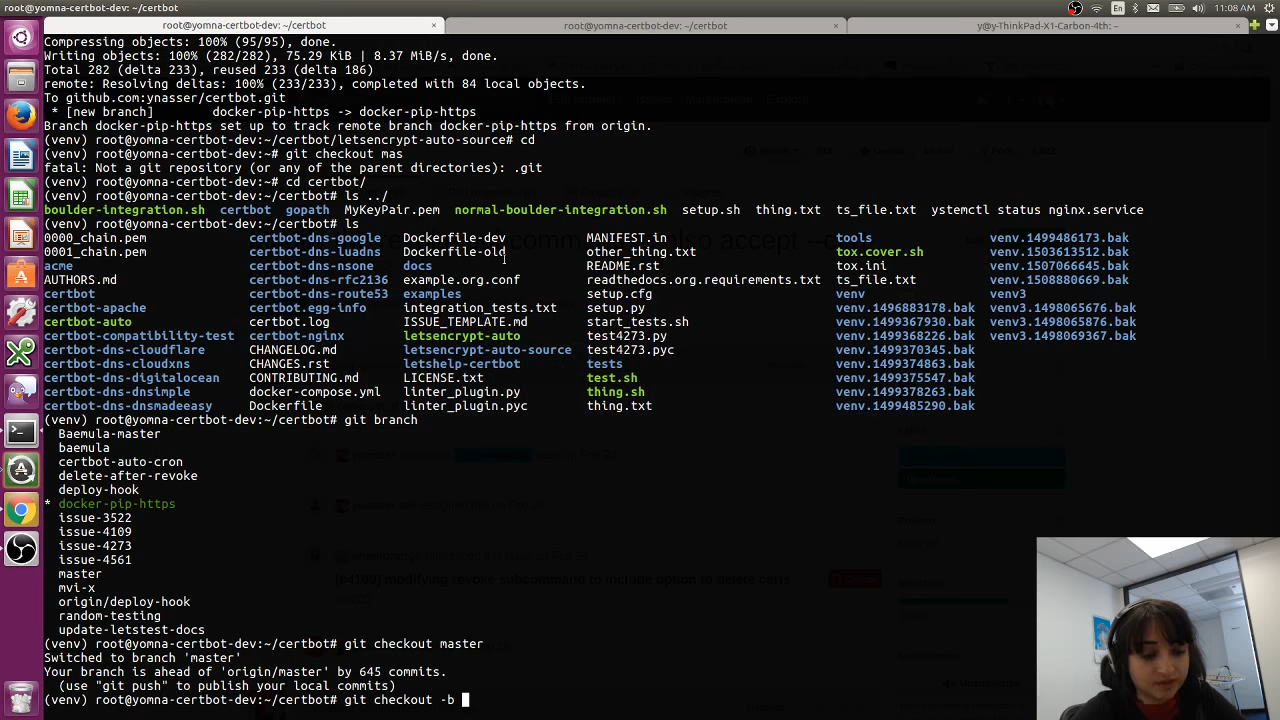 root@yomna-certbot-dev: ~/certbot
En
11:08 AM
root@yomna-certbot-dev: ~/certbot × root@yomna-certbot-dev: ~/certbot × y@y-ThinkPad-X1-Carbon-4th: ~ ×
Compressing objects: 100% (95/95), done.
Writing objects: 100% (282/282), 75.29 KiB | 8.37 MiB/s, done.
Total 282 (delta 233), reused 233 (delta 186)
remote: Resolving deltas: 100% (233/233), completed with 84 local objects.
To github.com:ynasser/certbot.git
* [new branch] docker-pip-https -> docker-pip-https
Branch docker-pip-https set up to track remote branch docker-pip-https from origin.
(venv) root@yomna-certbot-dev:~/certbot/letsencrypt-auto-source# cd
(venv) root@yomna-certbot-dev:~# git checkout mas
fatal: Not a git repository (or any of the parent directories): .git
(venv) root@yomna-certbot-dev:~# cd certbot/
(venv) root@yomna-certbot-dev:~/certbot# ls ../
boulder-integration.sh certbot gopath MyKeyPair.pem normal-boulder-integration.sh setup.sh thing.txt ts_file.txt ystemctl status nginx.service
(venv) root@yomna-certbot-dev:~/certbot# ls
0000_chain.pem certbot-dns-google Dockerfile-dev MANIFEST.in tools venv.1499486173.bak
0001_chain.pem certbot-dns-luadns Dockerfile-old other_thing.txt tox.cover.sh venv.1503613512.bak
acme certbot-dns-nsone docs README.rst tox.ini venv.1507066645.bak
AUTHORS.md certbot-dns-rfc2136 example.org.conf readthedocs.org.requirements.txt ts_file.txt venv.1508880669.bak
certbot certbot-dns-route53 examples setup.cfg venv venv3
certbot-apache certbot.egg-info integration_tests.txt setup.py venv.1496883178.bak venv3.1498065676.bak
certbot-auto certbot.log ISSUE_TEMPLATE.md start_tests.sh venv.1499367930.bak venv3.1498065876.bak
certbot-compatibility-test certbot-nginx letsencrypt-auto test4273.py venv.1499368226.bak venv3.1498069367.bak
certbot-dns-cloudflare CHANGELOG.md letsencrypt-auto-source test4273.pyc venv.1499370345.bak
certbot-dns-cloudxns CHANGES.rst letshelp-certbot tests venv.1499374863.bak
certbot-dns-digitalocean CONTRIBUTING.md LICENSE.txt test.sh venv.1499375547.bak
certbot-dns-dnsimple docker-compose.yml linter_plugin.py thing.sh venv.1499378263.bak
certbot-dns-dnsmadeeasy Dockerfile linter_plugin.pyc thing.txt venv.1499485290.bak
(venv) root@yomna-certbot-dev:~/certbot# git branch
Baemula-master
baemula
certbot-auto-cron
delete-after-revoke
deploy-hook
* docker-pip-https
issue-3522
issue-4109
issue-4273
issue-4561
master
mvi-x
origin/deploy-hook
random-testing
update-letstest-docs
(venv) root@yomna-certbot-dev:~/certbot# git checkout master
Switched to branch 'master'
Your branch is ahead of 'origin/master' by 645 commits.
(use "git push" to publish your local commits)
(venv) root@yomna-certbot-dev:~/certbot# git checkout -b